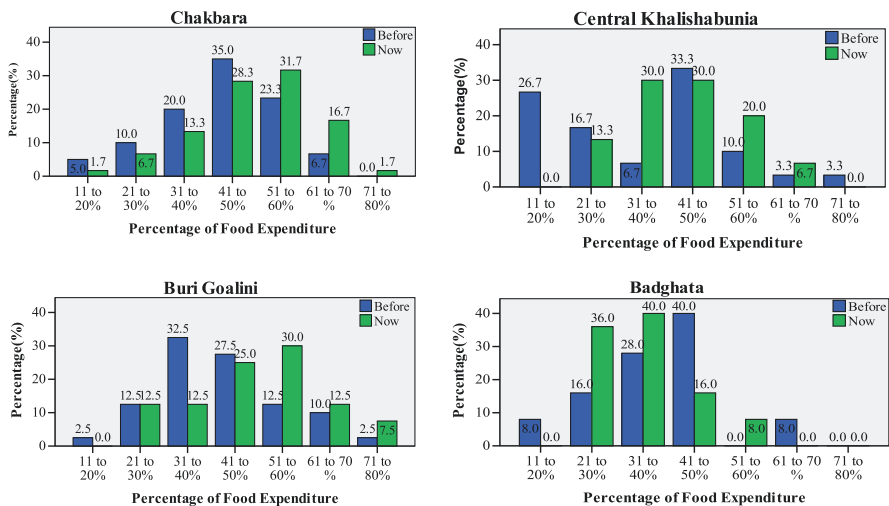 Chakbara
Percentage(%)
40
30
20
10
0
Before
Now
5.0 1.7
10.0 6.7
20.0 13.3
35.0 28.3
23.3 31.7
6.7 16.7
0.0 1.7
11 to 21 to 31 to 41 to 51 to 61 to 70 71 to
20% 30% 40% 50% 60% % 80%
Percentage of Food Expenditure
Central Khalishabunia
Percentage(%)
40
30
20
10
0
Before
Now
26.7 0.0
16.7 13.3
6.7 30.0
33.3 30.0
10.0 20.0
3.3 6.7
3.3 0.0
11 to 21 to 31 to 41 to 51 to 61 to 70 71 to
20% 30% 40% 50% 60% % 80%
Percentage of Food Expenditure
Buri Goalini
Percentage(%)
40
30
20
10
0
Before
Now
2.5 0.0
12.5 12.5
32.5 12.5
27.5 25.0
12.5 30.0
10.0 12.5
2.5 7.5
11 to 21 to 31 to 41 to 51 to 61 to 70 71 to
20% 30% 40% 50% 60% % 80%
Percentage of Food Expenditure
Badghata
Percentage(%)
40
30
20
10
0
Before
Now
8.0 0.0
16.0 36.0
28.0 40.0
40.0 16.0
0.0 8.0
8.0 0.0
0.0 0.0
11 to 21 to 31 to 41 to 51 to 61 to 70 71 to
20% 30% 40% 50% 60% % 80%
Percentage of Food Expenditure